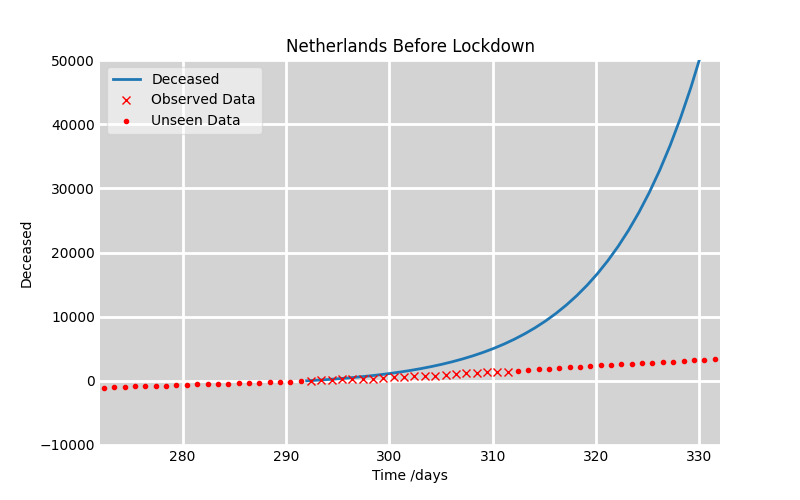 Netherlands Before Lockdown
50000
40000
30000
20000
10000
0
−10000
Deceased
Deceased
Observed Data
Unseen Data
280 290 300 310 320 330
Time /days